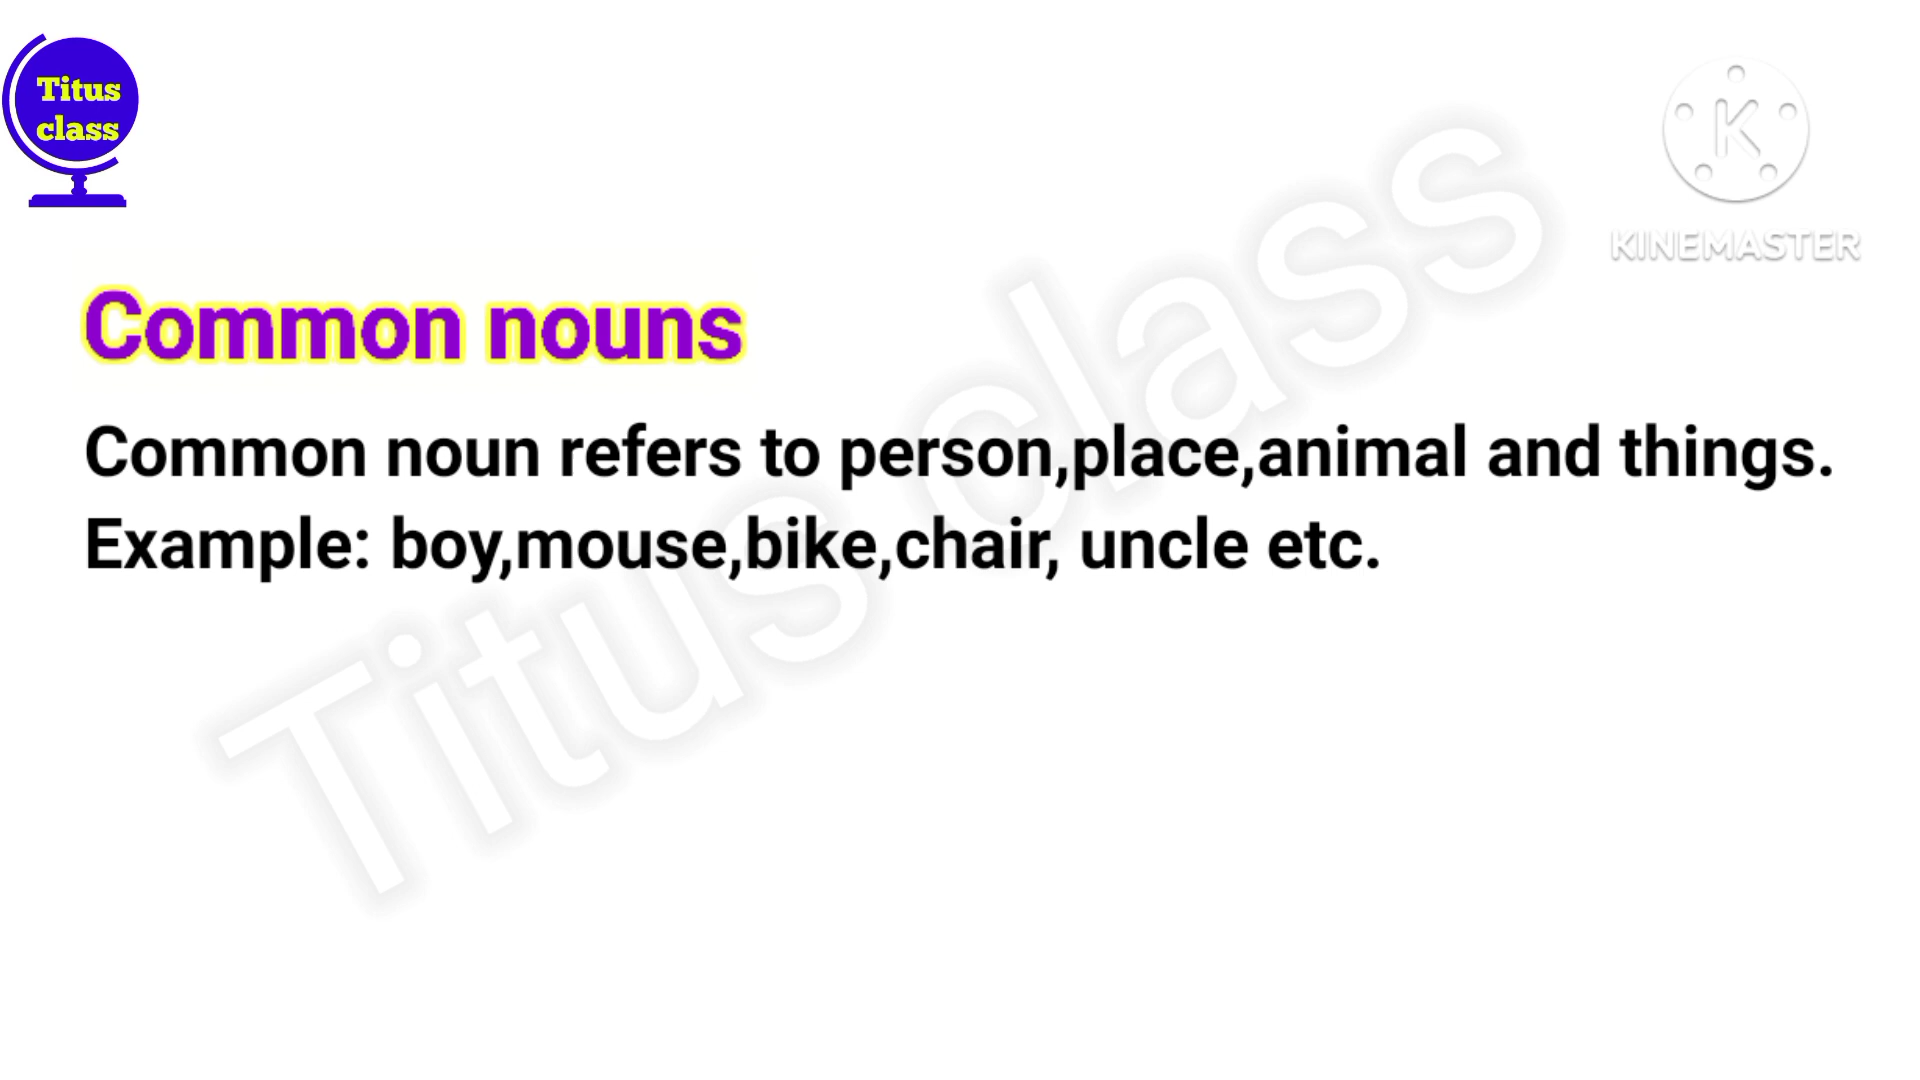 Titus
class
K
KINEMASTER
Common nouns
Common noun refers to person,place,animal and things.
Example: boy,mouse,bike,chair, uncle etc.
Titus class